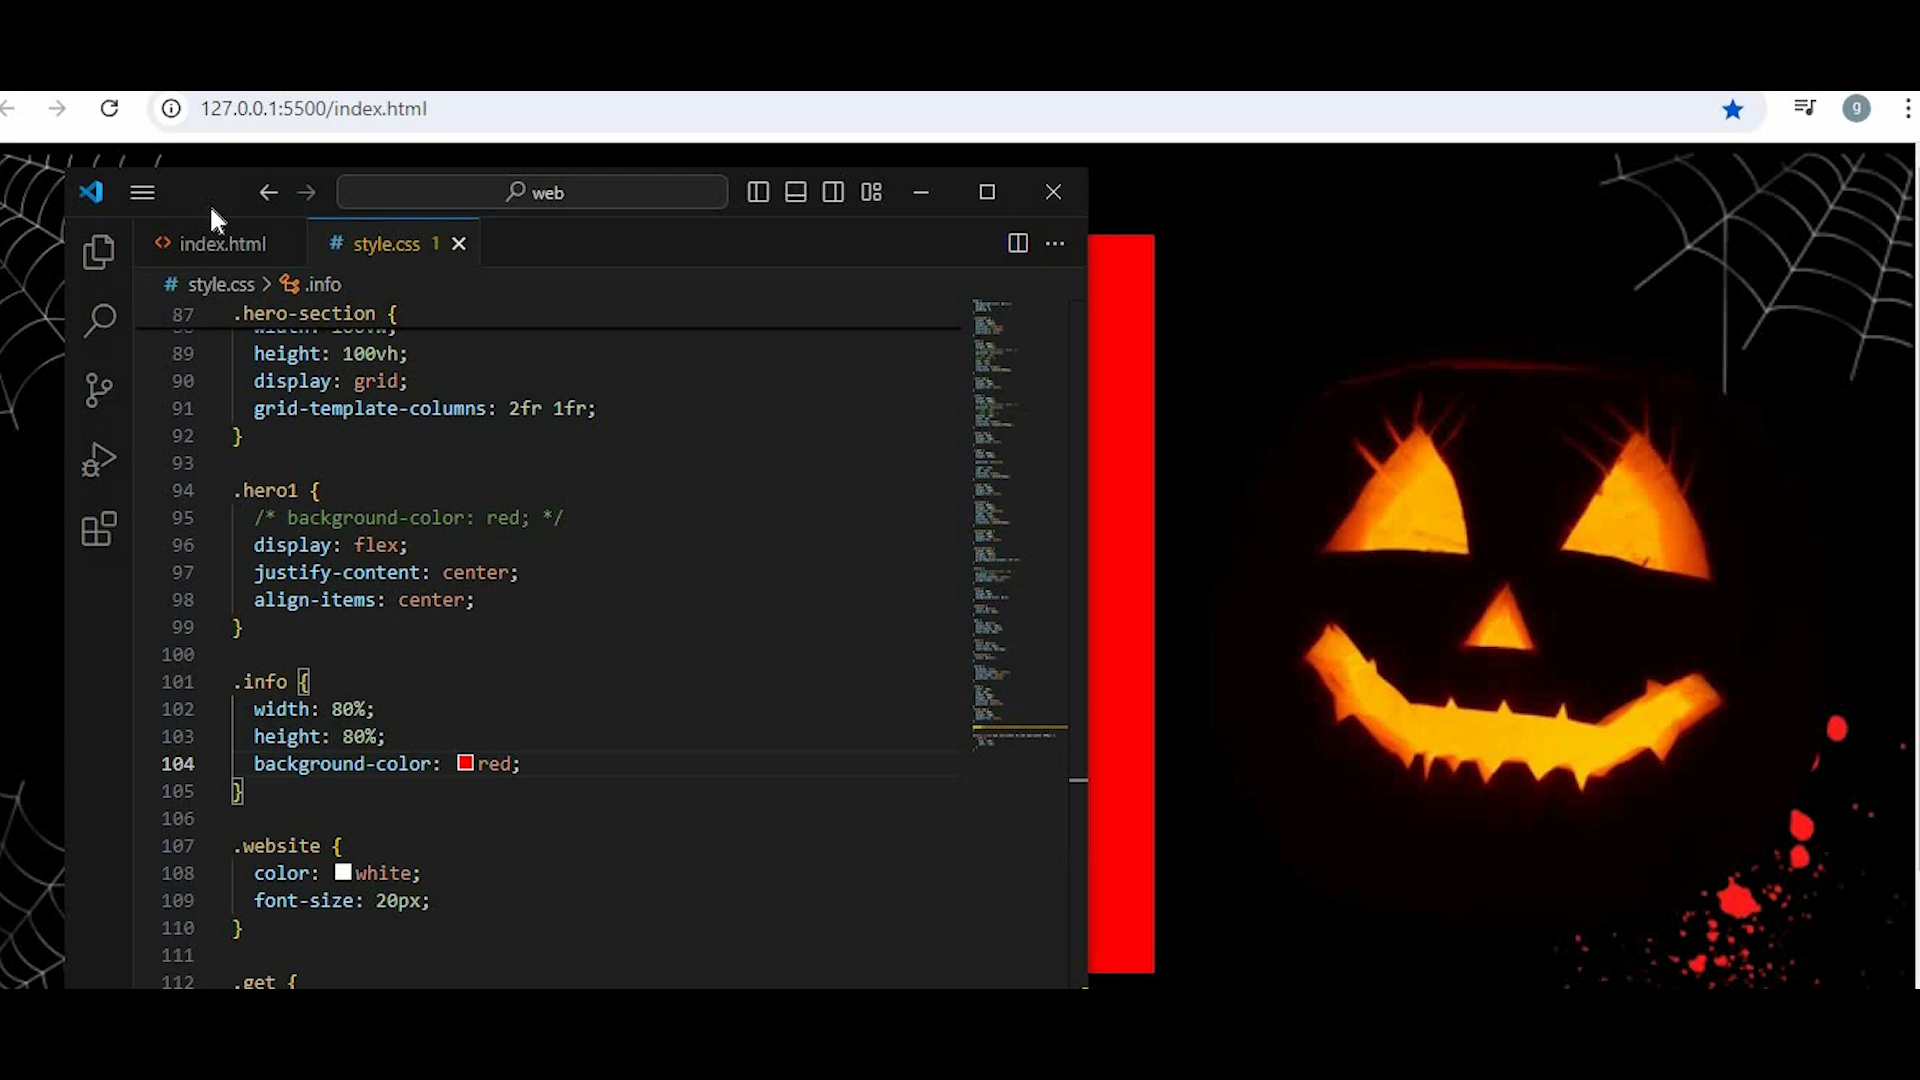 127.0.0.1:5500/index.html
g
web
index.html
style.css 1
style.css > .info
87 .hero-section {
89 height: 100vh;
90 display: grid;
91 grid-template-columns: 2fr 1fr;
92 }
93
94 .hero1 {
95 /* background-color: red; */
96 display: flex;
97 justify-content: center;
98 align-items: center;
99 }
100
101 .info {
102 width: 80%;
103 height: 80%;
104 background-color: red;
105 }
106
107 .website {
108 color: white;
109 font-size: 20px;
110 }
111
112 .get {